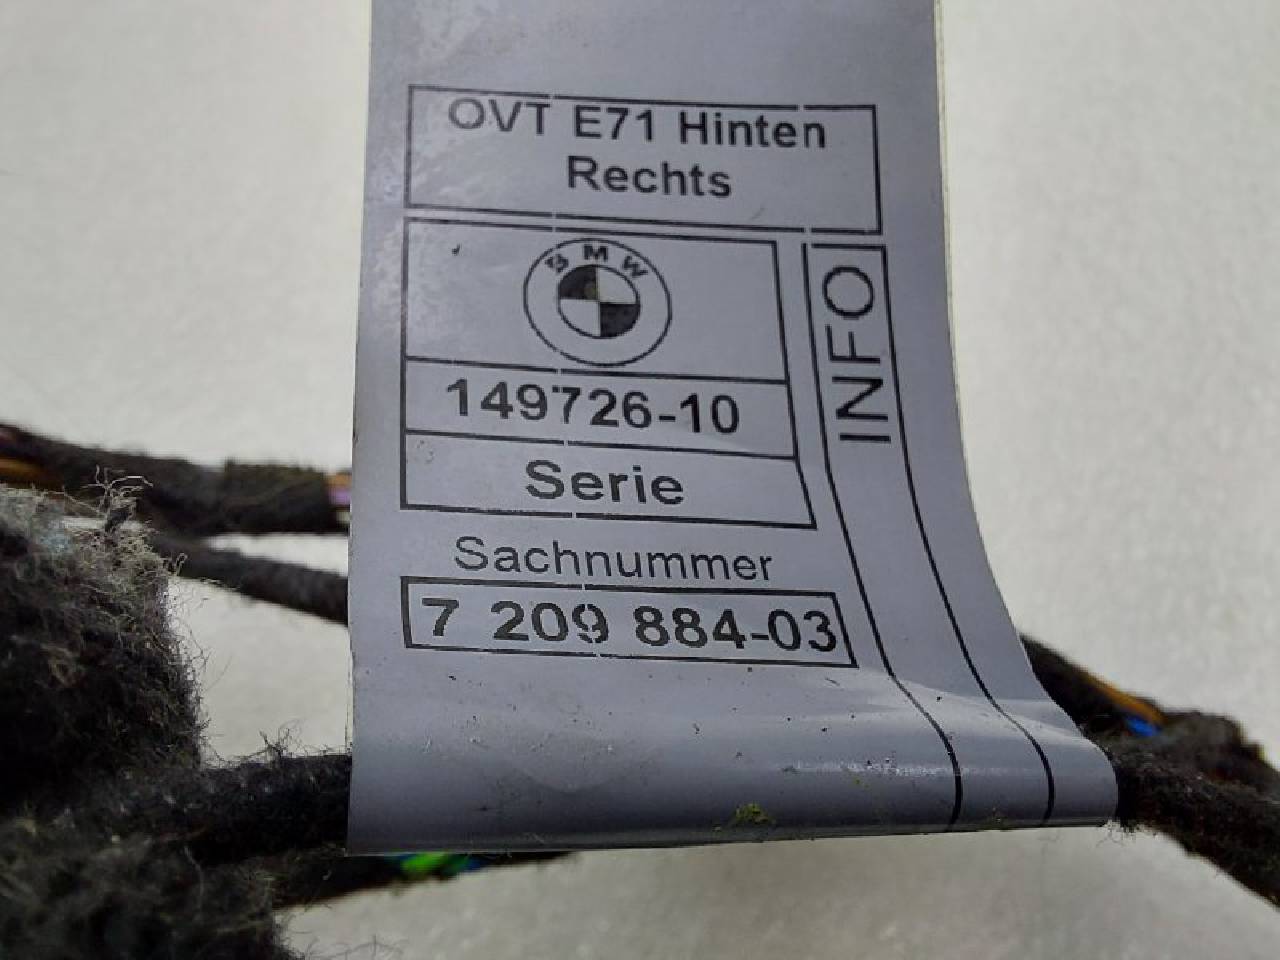 OVT E71 Hinten
Rechts
BMW
INFO
149726-10
Serie
Sachnummer
7 209 884-03